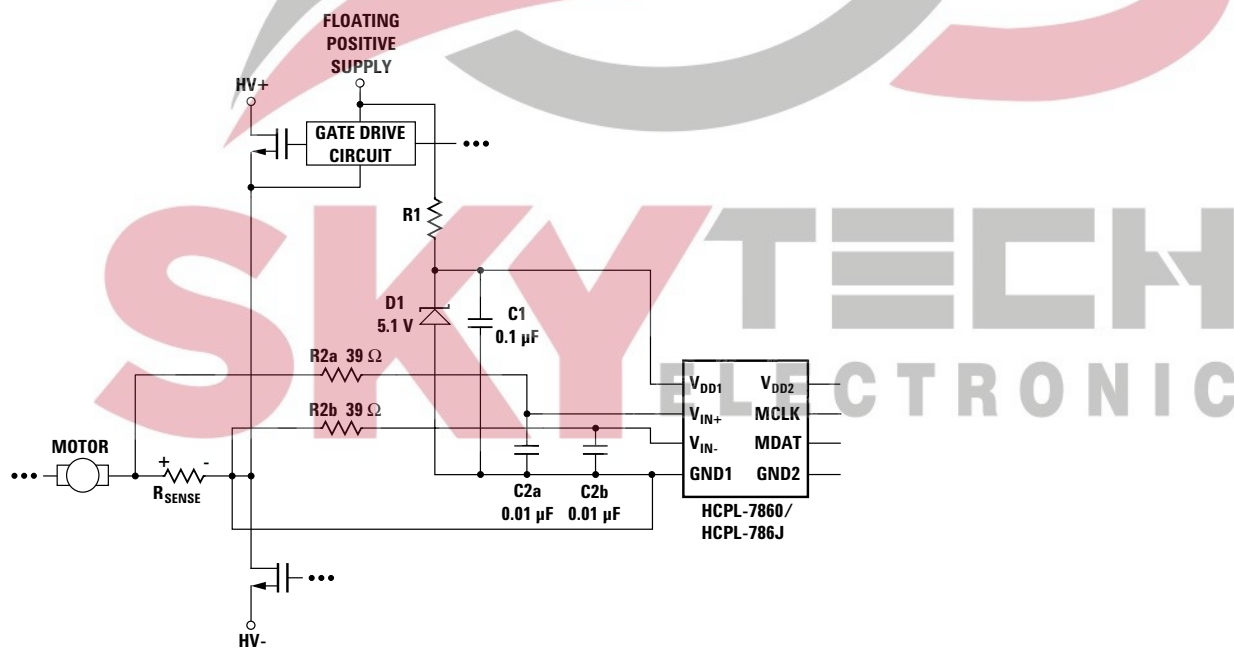 FLOATING
POSITIVE
SUPPLY
HV+
GATE DRIVE
CIRCUIT
•••
R1
SKYTECH
ELECTRONIC
D1
5.1 V
C1
0.1 µF
R2a 39 Ω
R2b 39 Ω
VDD1 VDD2
VIN+ MCLK
VIN- MDAT
GND1 GND2
MOTOR
•••
+ -
RSENSE
C2a C2b
0.01 µF 0.01 µF
HCPL-7860/
HCPL-786J
•••
HV-